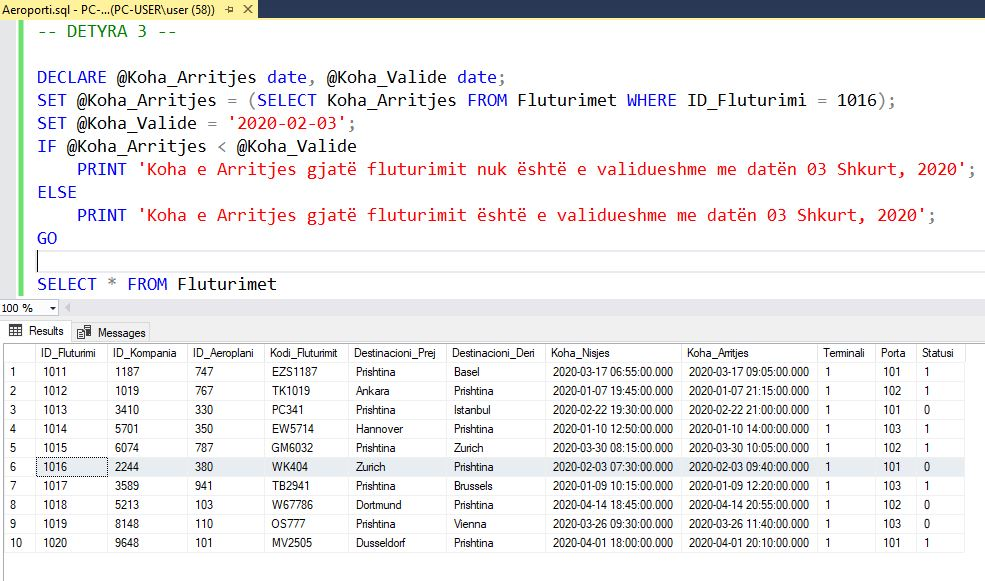 Aeroporti.sql - PC-...(PC-USER\user (58))
-- DETYRA 3 --
DECLARE @Koha_Arritjes date, @Koha_Valide date;
SET @Koha_Arritjes = (SELECT Koha_Arritjes FROM Fluturimet WHERE ID_Fluturimi = 1016);
SET @Koha_Valide = '2020-02-03';
IF @Koha_Arritjes < @Koha_Valide
PRINT 'Koha e Arritjes gjatë fluturimit nuk është e validueshme me datën 03 Shkurt, 2020';
ELSE
PRINT 'Koha e Arritjes gjatë fluturimit është e validueshme me datën 03 Shkurt, 2020';
GO
SELECT * FROM Fluturimet
100 %
Results Messages
ID_Fluturimi ID_Kompania ID_Aeroplani Kodi_Fluturimit Destinacioni_Prej Destinacioni_Deri Koha_Nisjes Koha_Arritjes Terminali Porta Statusi
1 1011 1187 747 EZS1187 Prishtina Basel 2020-03-17 06:55:00.000 2020-03-17 09:05:00.000 1 101 1
2 1012 1019 767 TK1019 Ankara Prishtina 2020-01-07 19:45:00.000 2020-01-07 21:15:00.000 1 102 1
3 1013 3410 330 PC341 Prishtina Istanbul 2020-02-22 19:30:00.000 2020-02-22 21:00:00.000 1 101 0
4 1014 5701 350 EW5714 Hannover Prishtina 2020-01-10 12:50:00.000 2020-01-10 14:00:00.000 1 103 1
5 1015 6074 787 GM6032 Prishtina Zurich 2020-03-30 08:15:00.000 2020-03-30 10:05:00.000 1 102 1
6 1016 2244 380 WK404 Zurich Prishtina 2020-02-03 07:30:00.000 2020-02-03 09:40:00.000 1 101 0
7 1017 3589 941 TB2941 Prishtina Brussels 2020-01-09 10:15:00.000 2020-01-09 12:20:00.000 1 103 1
8 1018 5213 103 W67786 Dortmund Prishtina 2020-04-14 18:45:00.000 2020-04-14 20:55:00.000 1 102 0
9 1019 8148 110 OS777 Prishtina Vienna 2020-03-26 09:30:00.000 2020-03-26 11:40:00.000 1 103 0
10 1020 9648 101 MV2505 Dusseldorf Prishtina 2020-04-01 18:00:00.000 2020-04-01 20:10:00.000 1 101 1